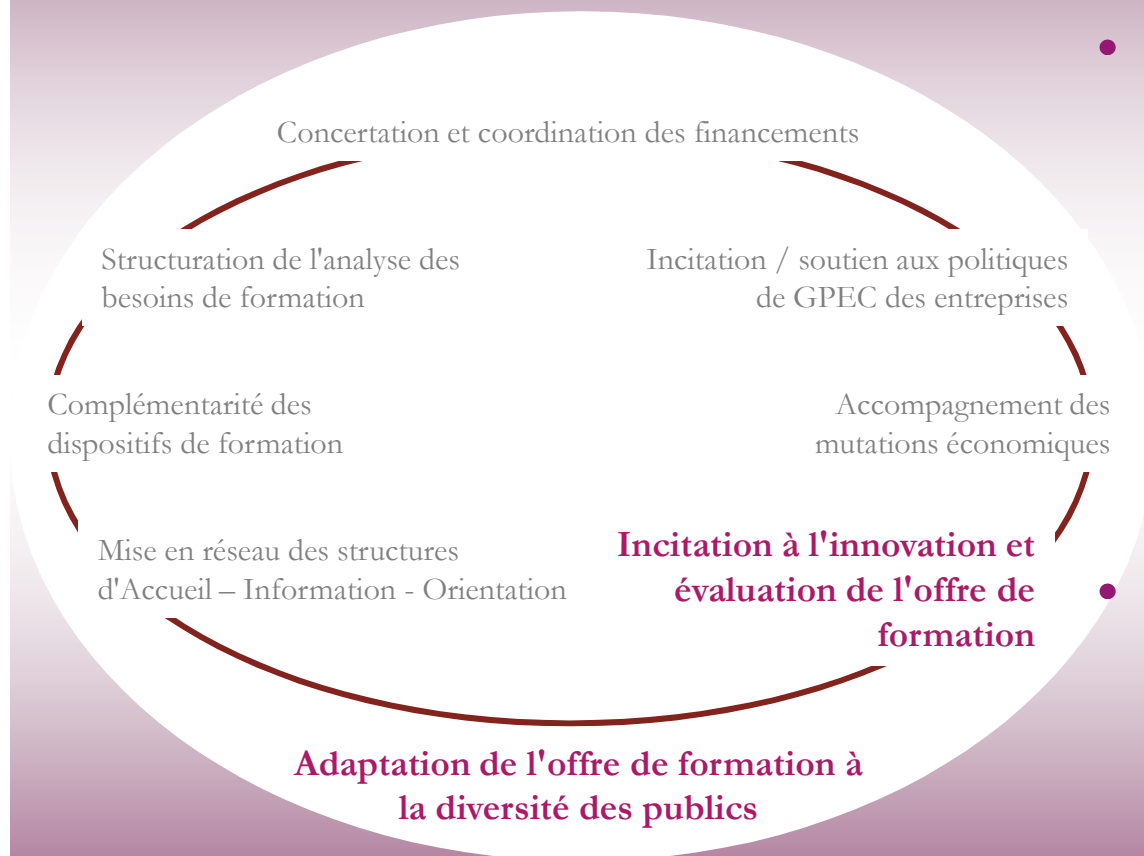 Concertation et coordination des financements
Structuration de l'analyse des
besoins de formation
Incitation / soutien aux politiques
de GPEC des entreprises
Complémentarité des
dispositifs de formation
Accompagnement des
mutations économiques
Mise en réseau des structures
d'Accueil – Information - Orientation
Incitation à l'innovation et
évaluation de l'offre de
formation
Adaptation de l'offre de formation à
la diversité des publics